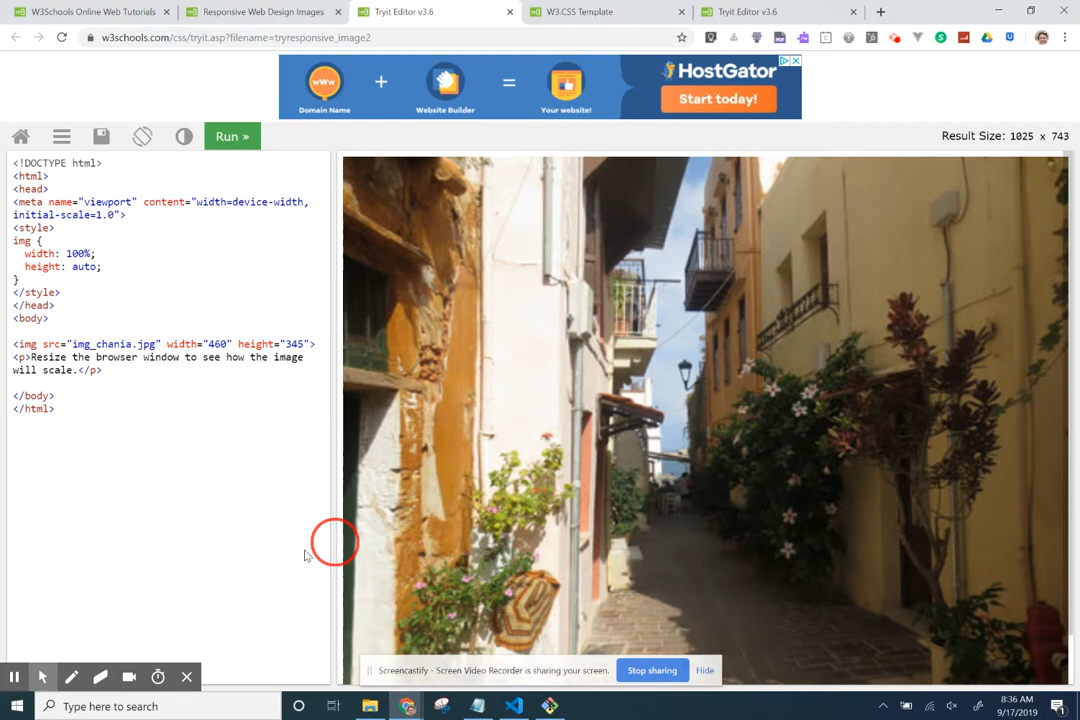 W3Schools Online Web Tutorials
Responsive Web Design Images
Tryit Editor v3.6
W3.CSS Template
Tryit Editor v3.6
w3schools.com/css/tryit.asp?filename=tryresponsive_image2
WWW
Domain Name
+
Website Builder
=
Your website!
HostGator
Start today!
Run »
Result Size: 1025 x 743
<!DOCTYPE html>
<html>
<head>
<meta name="viewport" content="width=device-width,
initial-scale=1.0">
<style>
img {
width: 100%;
height: auto;
}
</style>
</head>
<body>
<img src="img_chania.jpg" width="460" height="345">
<p>Resize the browser window to see how the image
will scale.</p>
</body>
</html>
Screencastify - Screen Video Recorder is sharing your screen.
Stop sharing
Hide
Type here to search
8:36 AM
9/17/2019
1